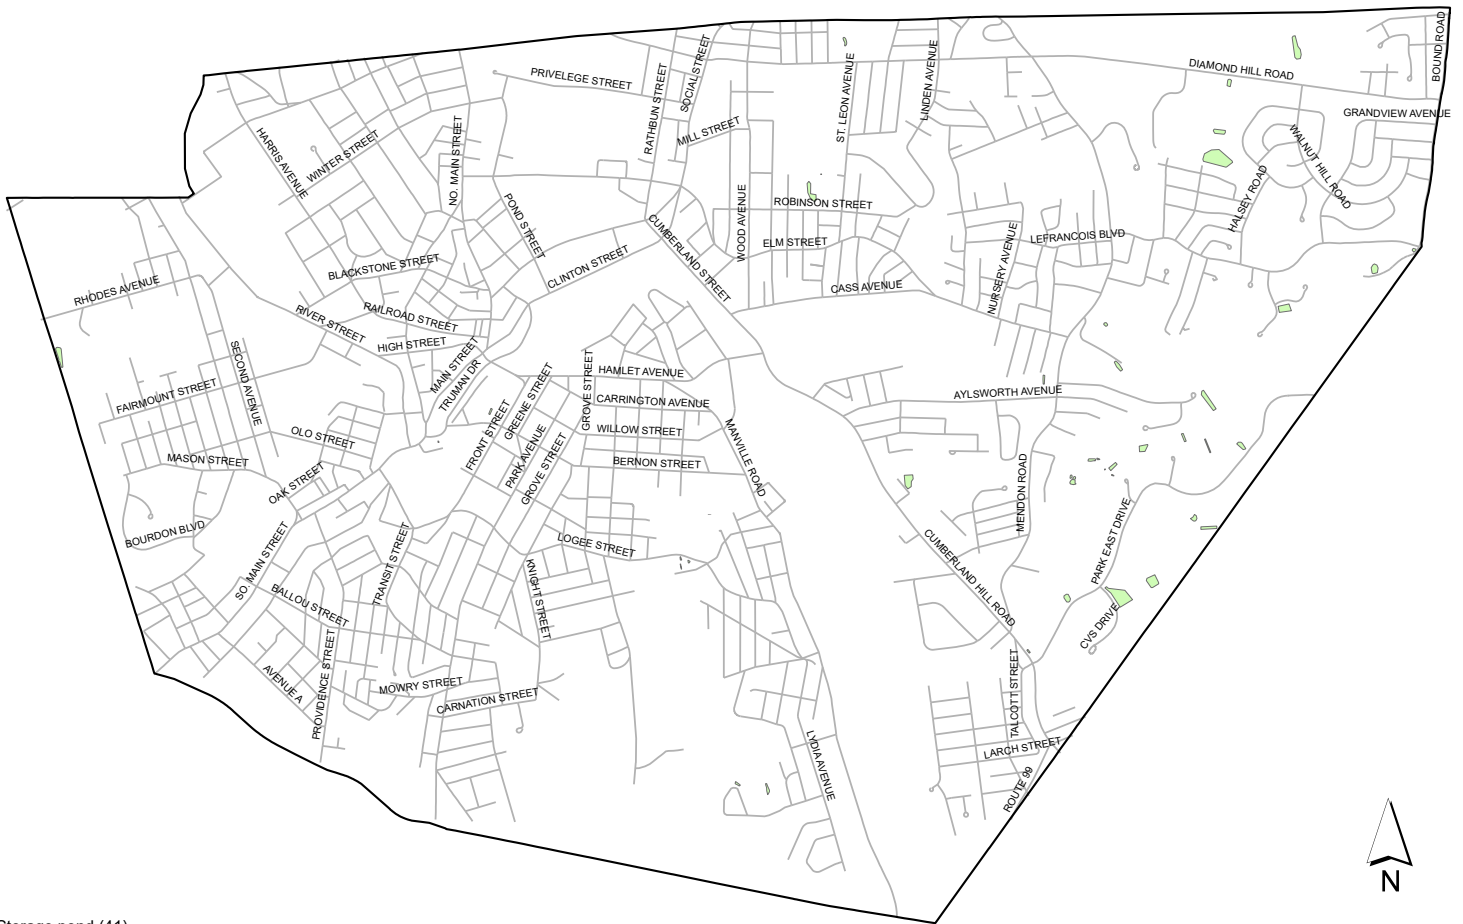 BOUND ROAD
DIAMOND HILL ROAD
GRANDVIEW AVENUE
PRIVELEGE STREET
RATHBUN STREET
SOCIAL STREET
MILL STREET
ST. LEON AVENUE
LINDEN AVENUE
HARRIS AVENUE
WINTER STREET
NO. MAIN STREET
WALNUT HILL ROAD
HALSEY ROAD
POND STREET
CUMBERLAND STREET
WOOD AVENUE
ROBINSON STREET
ELM STREET
NURSERY AVENUE
LEFRANCOIS BLVD
CLINTON STREET
BLACKSTONE STREET
CASS AVENUE
RHODES AVENUE
RIVER STREET
RAILROAD STREET
HIGH STREET
MAIN STREET
TRUMAN DR
SECOND AVENUE
FAIRMOUNT STREET
GROVE STREET
HAMLET AVENUE
GREENE STREET
CARRINGTON AVENUE
AYLSWORTH AVENUE
FRONT STREET
PARK AVENUE
GROVE STREET
WILLOW STREET
MANVILLE ROAD
OLO STREET
MASON STREET
BERNON STREET
OAK STREET
MENDON ROAD
BOURDON BLVD
SO. MAIN STREET
TRANSIT STREET
LOGEE STREET
KNIGHT STREET
CUMBERLAND HILL ROAD
PARK EAST DRIVE
BALLOU STREET
CVS DRIVE
PROVIDENCE STREET
AVENUE A
MOWRY STREET
CARNATION STREET
TALCOTT STREET
LARCH STREET
LYDIA AVENUE
ROUTE 99
N